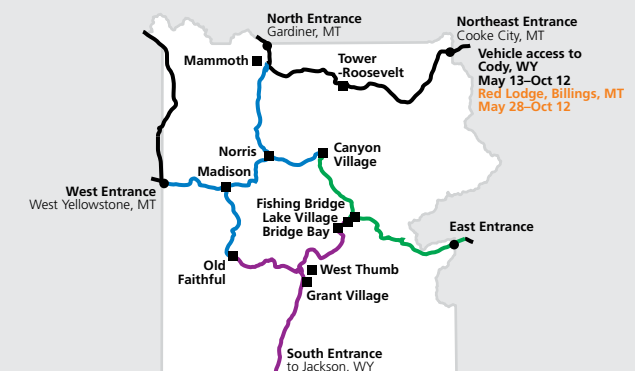 North Entrance
Gardiner, MT
Northeast Entrance
Cooke City, MT
Mammoth
Tower
-Roosevelt
Vehicle access to
Cody, WY
May 13–Oct 12
Red Lodge, Billings, MT
May 28–Oct 12
Norris
Canyon
Village
Madison
West Entrance
West Yellowstone, MT
Fishing Bridge
Lake Village
Bridge Bay
East Entrance
Old
Faithful
West Thumb
Grant Village
South Entrance
to Jackson, WY